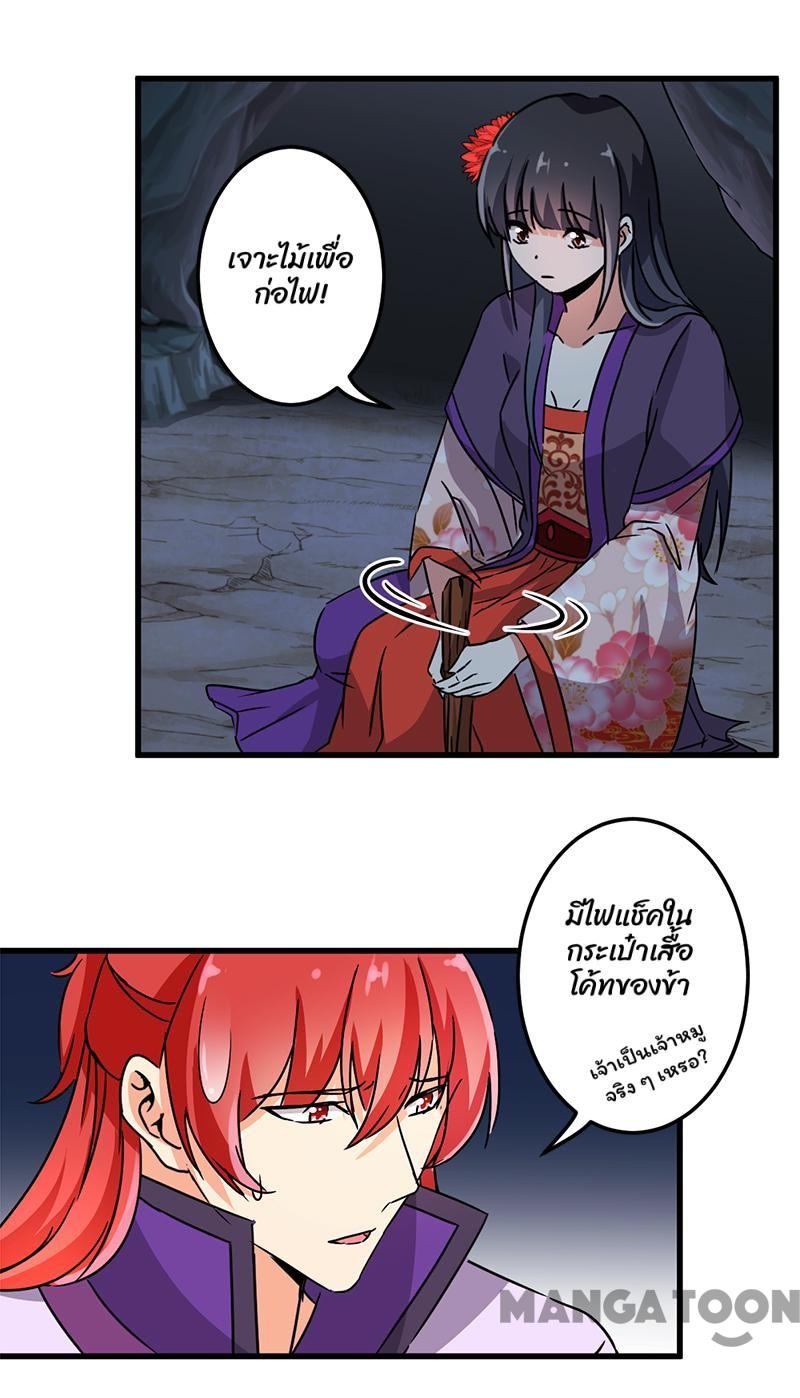 เจาะไม้เพื่อ
ก่อไฟ!
มีไฟแช็คใน
กระเป๋าเสื้อ
โค้ทของข้า
เจ้าเป็นเจ้าหมู
จริง ๆ เหรอ?
MANGATOON